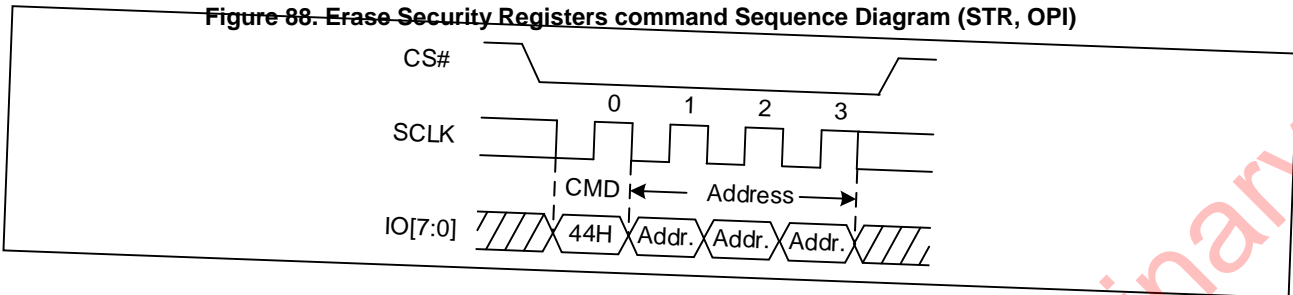 Figure 88. Erase Security Registers command Sequence Diagram (STR, OPI)
CS#
0 1 2 3
SCLK
CMD Address
IO[7:0] 44H Addr. Addr. Addr.